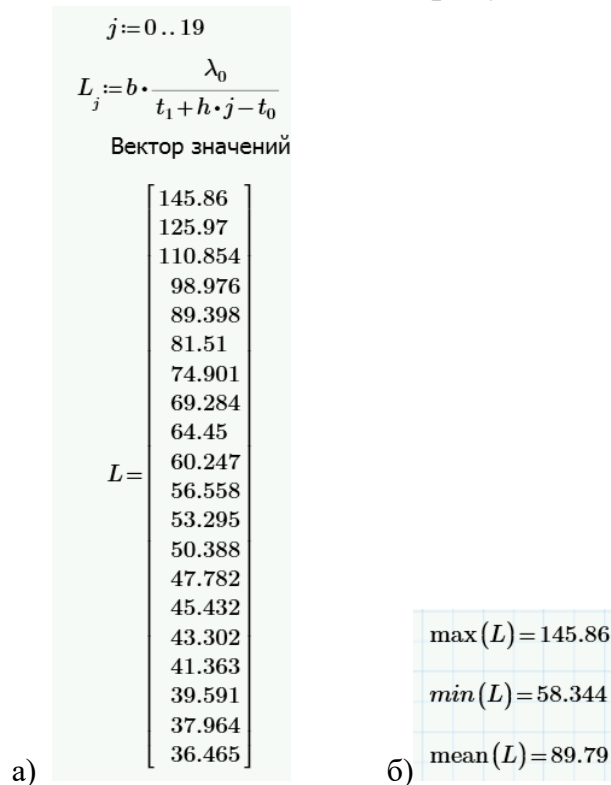 j:=0..19
L_j:=b·λ_0/(t_1+h·j−t_0)
Вектор значений
L=
145.86
125.97
110.854
98.976
89.398
81.51
74.901
69.284
64.45
60.247
56.558
53.295
50.388
47.782
45.432
43.302
41.363
39.591
37.964
36.465
а)
max(L)=145.86
min(L)=58.344
mean(L)=89.79
б)